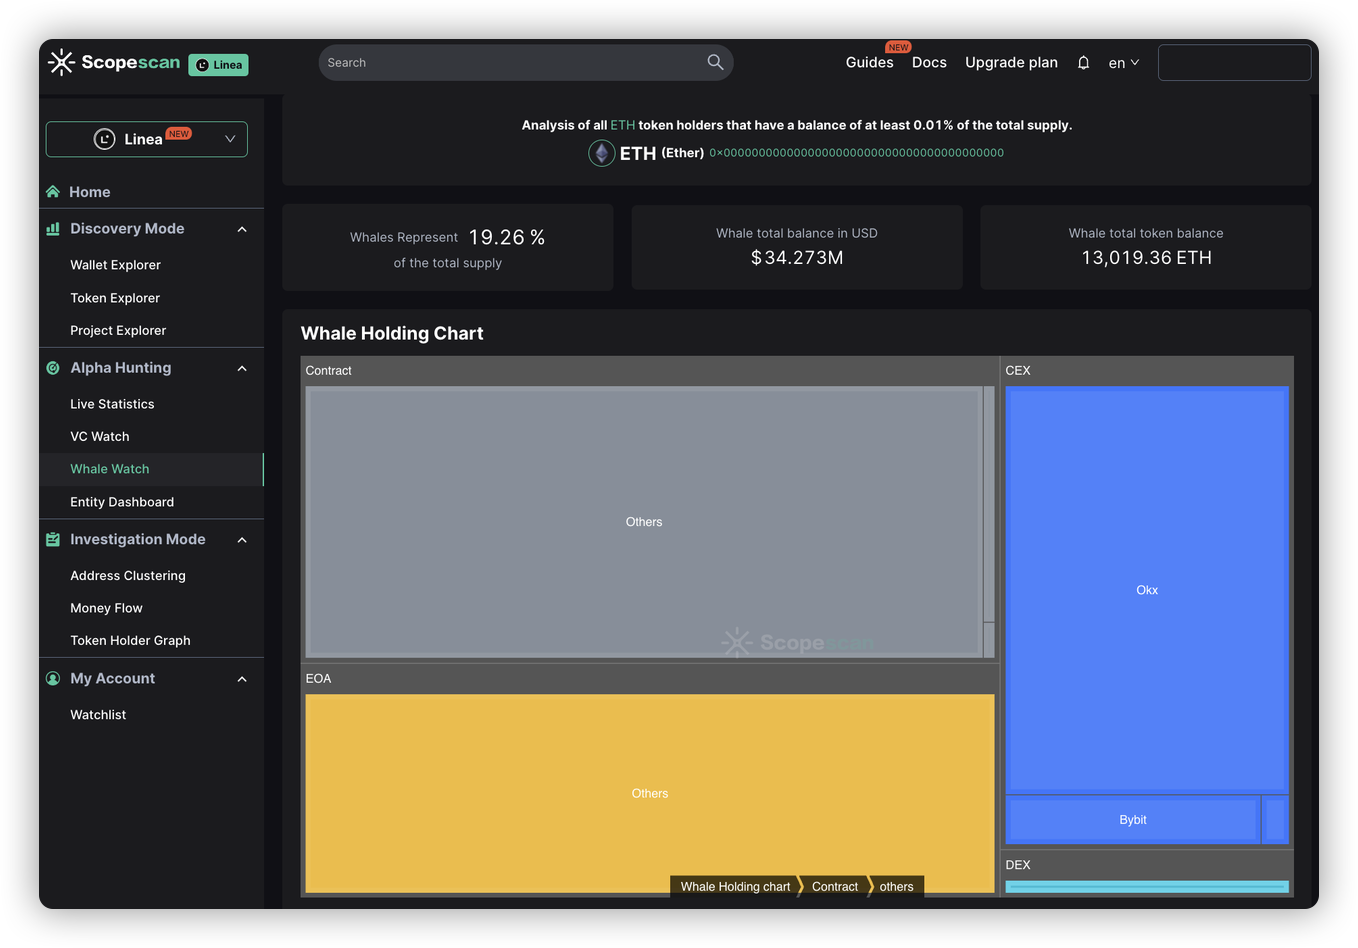 Scopescan
Linea
Search
Guides
NEW
Docs
Upgrade plan
en
Linea
NEW
Home
Discovery Mode
Wallet Explorer
Token Explorer
Project Explorer
Alpha Hunting
Live Statistics
VC Watch
Whale Watch
Entity Dashboard
Investigation Mode
Address Clustering
Money Flow
Token Holder Graph
My Account
Watchlist
Analysis of all ETH token holders that have a balance of at least 0.01% of the total supply.
ETH (Ether) 0x0000000000000000000000000000000000000000
Whales Represent 19.26 %
of the total supply
Whale total balance in USD
$34.273M
Whale total token balance
13,019.36 ETH
Whale Holding Chart
Contract
Others
Scopescan
EOA
Others
CEX
Okx
Bybit
DEX
Whale Holding chart
Contract
others